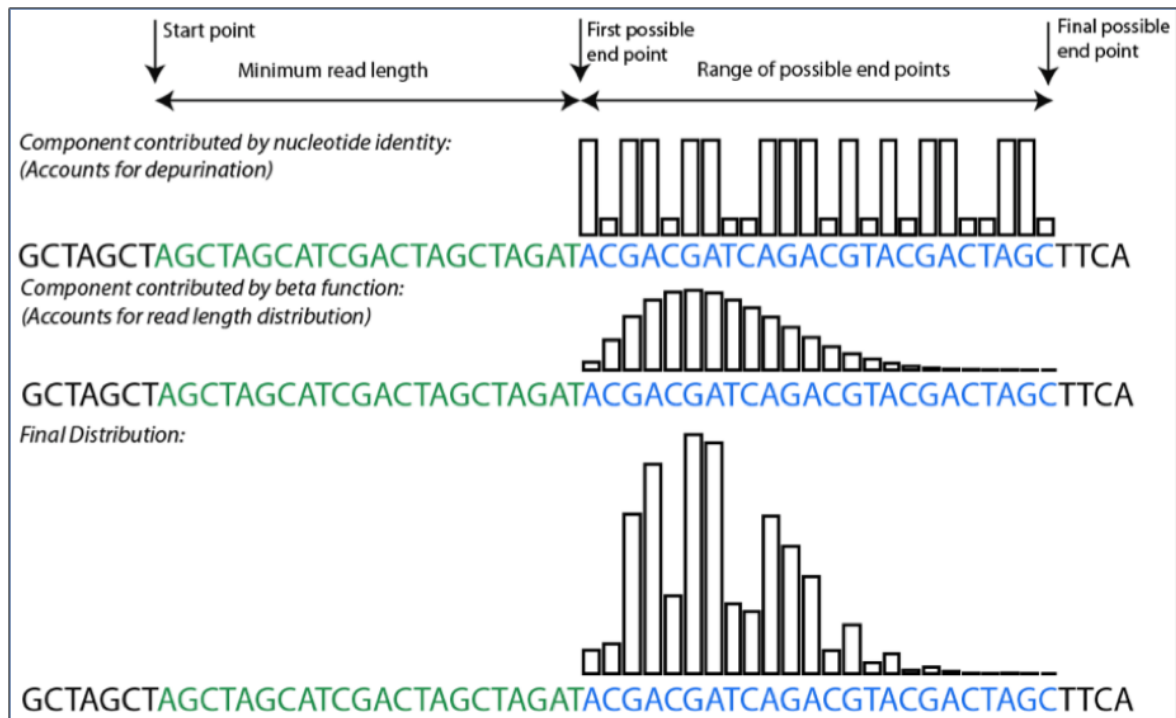 Start point
First possible
end point
Final possible
end point
Minimum read length
Range of possible end points
Component contributed by nucleotide identity:
(Accounts for depurination)
GCTAGCTAGCTAGCATCGACTAGCTAGATACGACGATCAGACGTACGACTAGCTTCA
Component contributed by beta function:
(Accounts for read length distribution)
GCTAGCTAGCTAGCATCGACTAGCTAGATACGACGATCAGACGTACGACTAGCTTCA
Final Distribution:
GCTAGCTAGCTAGCATCGACTAGCTAGATACGACGATCAGACGTACGACTAGCTTCA